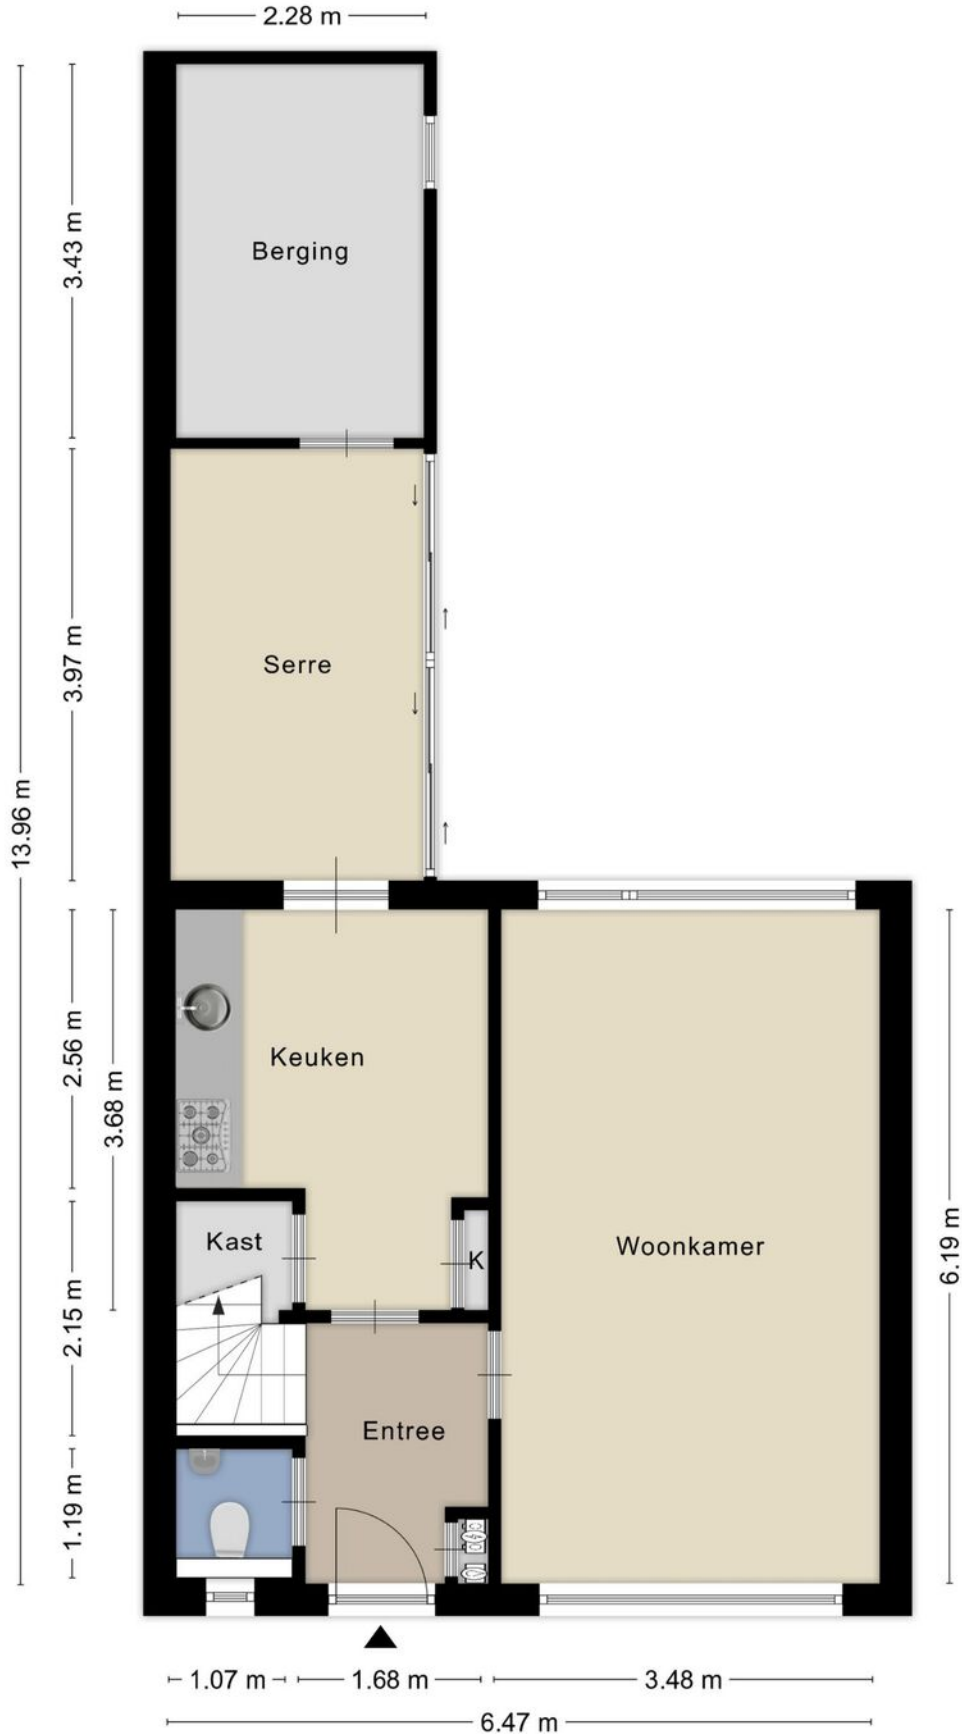 2.28 m
Berging
3.43 m
Serre
3.97 m
13.96 m
2.56 m
Keuken
3.68 m
Kast
K
Woonkamer
6.19 m
2.15 m
Entree
1.19 m
1.07 m
1.68 m
3.48 m
6.47 m